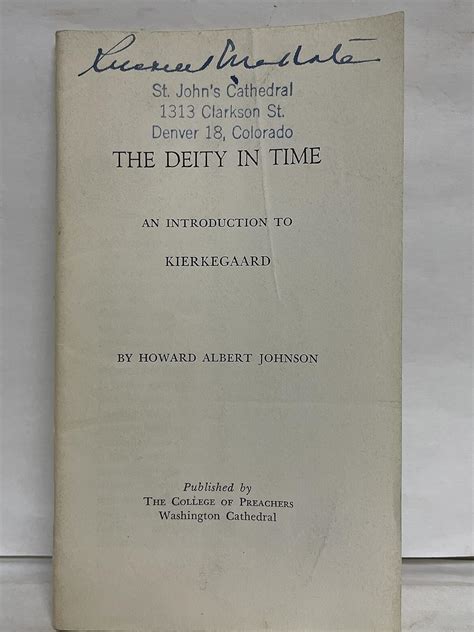 St. John's Cathedral
1313 Clarkson St.
Denver 18, Colorado
THE DEITY IN TIME
AN INTRODUCTION TO
KIERKEGAARD
BY HOWARD ALBERT JOHNSON
Published by
THE COLLEGE OF PREACHERS
Washington Cathedral